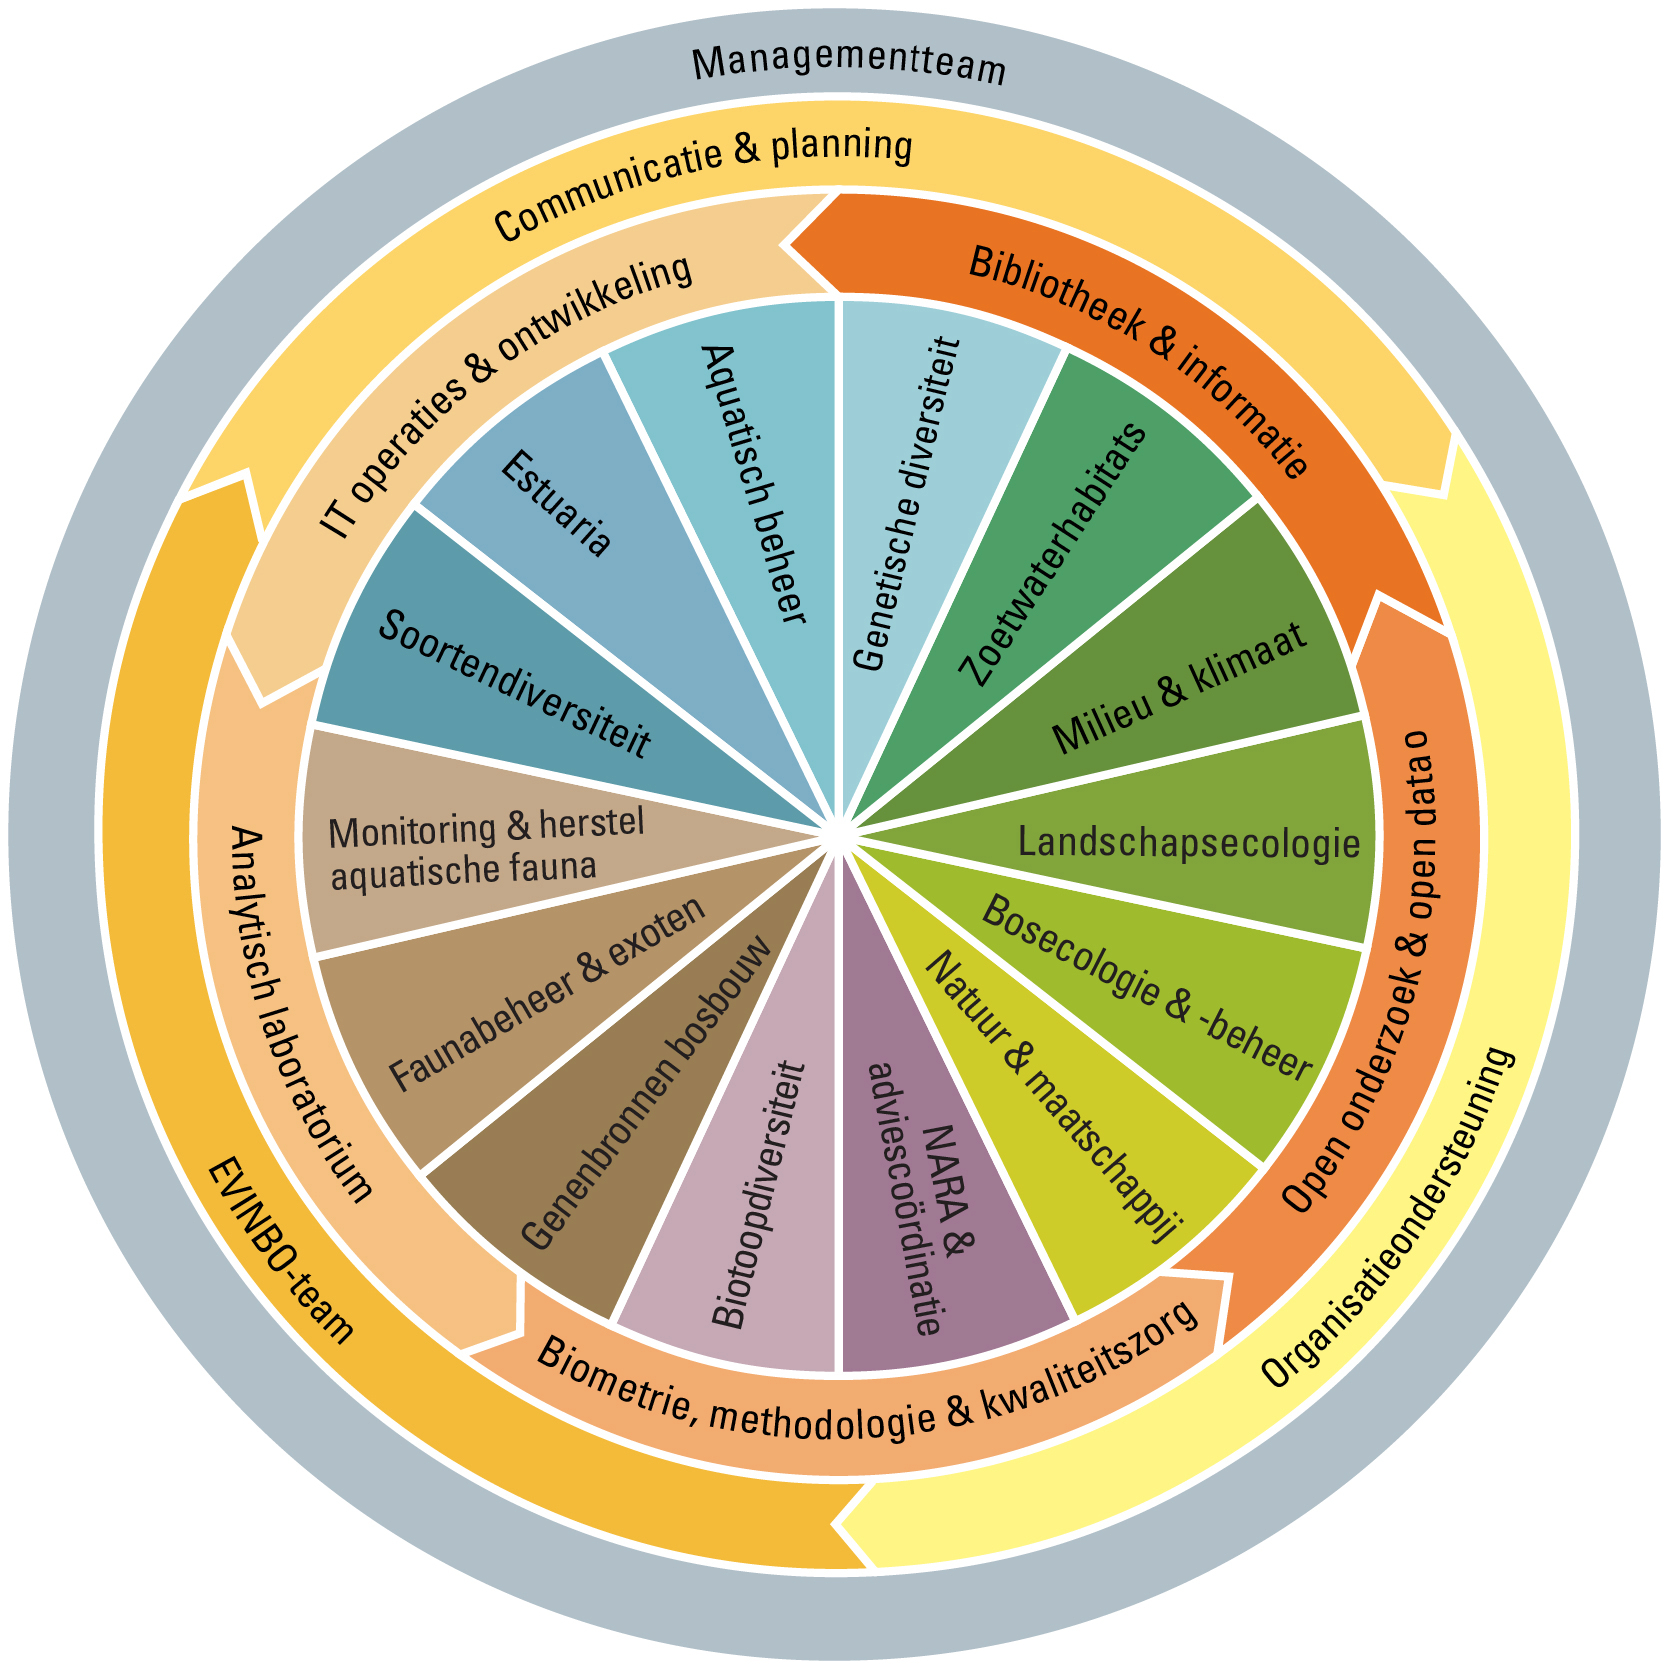 Managementteam
Communicatie & planning
Organisatieondersteuning
EVINBO-team
IT operaties & ontwikkeling
Bibliotheek & informatie
Open onderzoek & open datao
Biometrie, methodologie & kwaliteitszorg
Analytisch laboratorium
Genetische diversiteit
Zoetwaterhabitats
Milieu & klimaat
Landschapsecologie
Bosecologie & -beheer
Natuur & maatschappij
NARA &
adviescoördinatie
Biotoopdiversiteit
Genenbronnen bosbouw
Faunabeheer & exoten
Monitoring & herstel
aquatische fauna
Soortendiversiteit
Estuaria
Aquatisch beheer